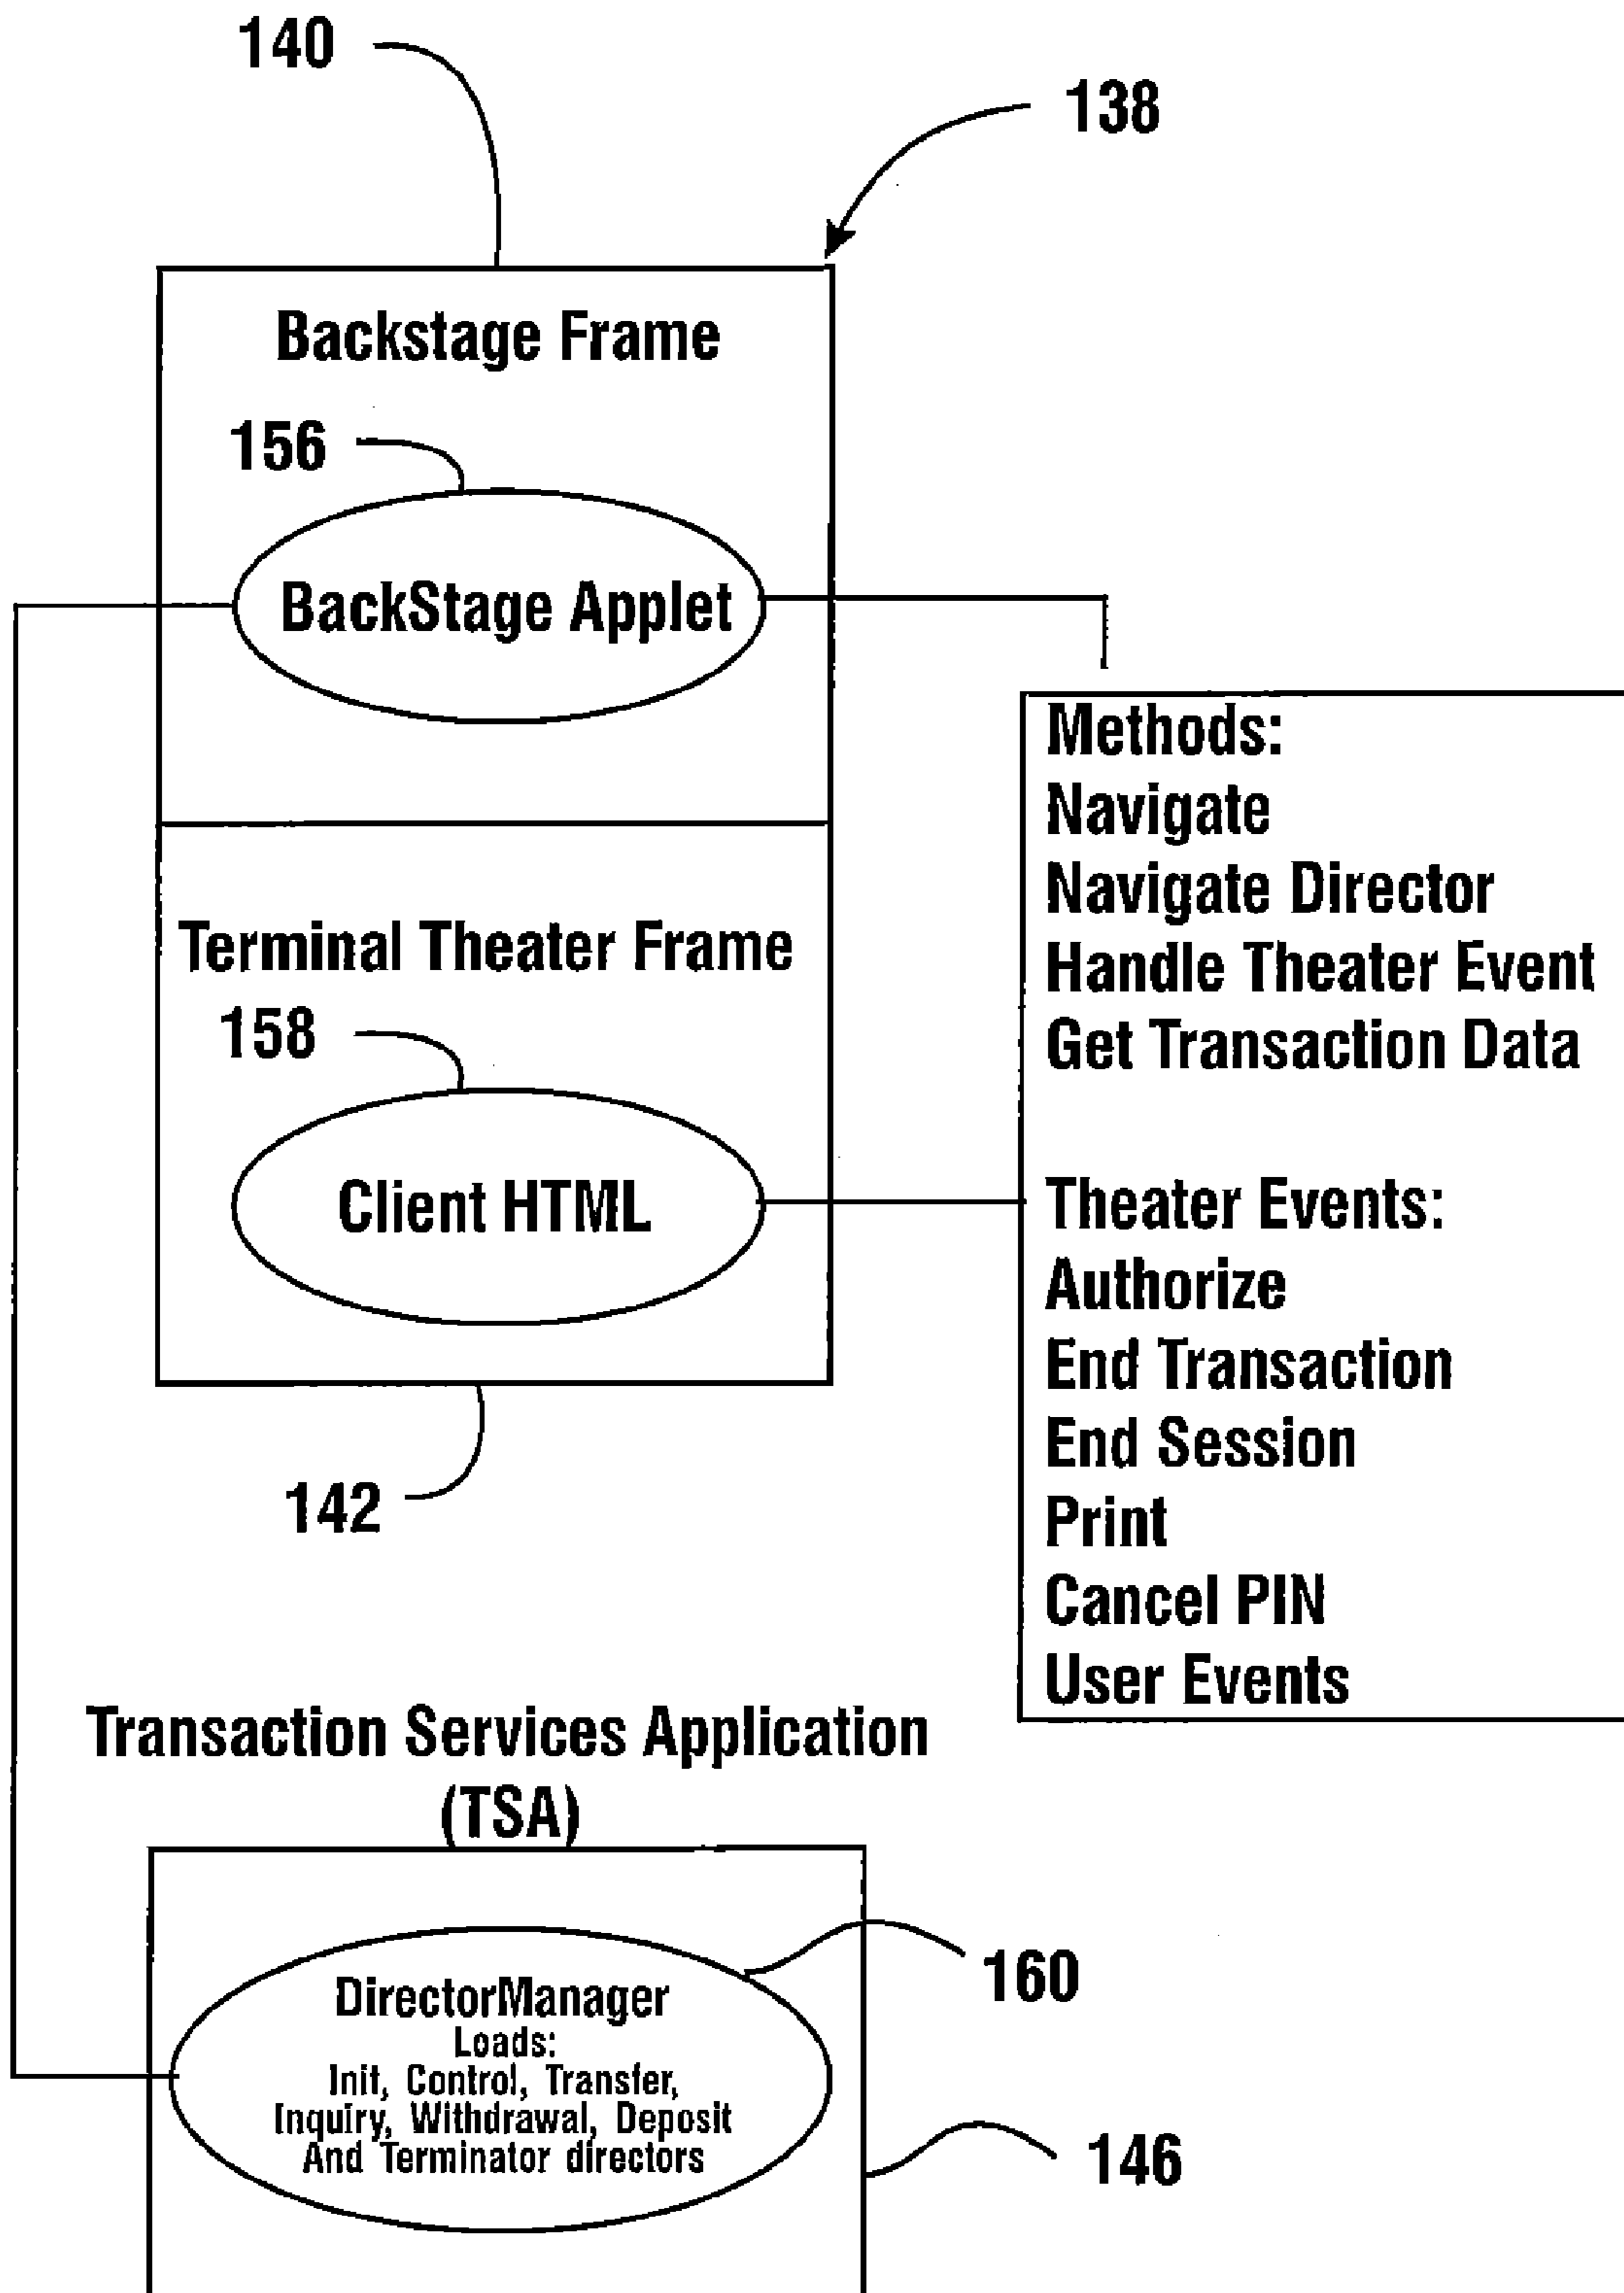 140
138
Backstage Frame
156
BackStage Applet
Methods:
Navigate
Navigate Director
Handle Theater Event
Get Transaction Data
Terminal Theater Frame
158
Client HTML
Theater Events:
Authorize
End Transaction
End Session
Print
Cancel PIN
User Events
142
Transaction Services Application
(TSA)
160
DirectorManager
Loads:
Init, Control, Transfer,
Inquiry, Withdrawal, Deposit
And Terminator directors
146